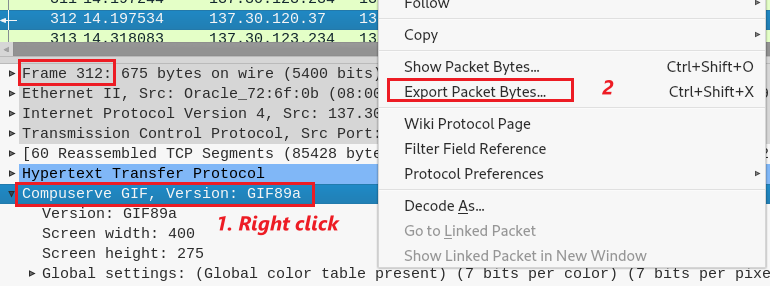 312 14.197534 137.30.120.37 13
313 14.318083 137.30.123.234 13
Frame 312: 675 bytes on wire (5400 bits)
Ethernet II, Src: Oracle_72:6f:0b (08:00
Internet Protocol Version 4, Src: 137.30
Transmission Control Protocol, Src Port:
[60 Reassembled TCP Segments (85428 byte
Hypertext Transfer Protocol
Compuserve GIF, Version: GIF89a
Version: GIF89a
1. Right click
Screen width: 400
Screen height: 275
Global settings: (Global color table present) (7 bits per color) (7 bits per pixe
Follow
Copy
Show Packet Bytes... Ctrl+Shift+O
Export Packet Bytes... 2 Ctrl+Shift+X
Wiki Protocol Page
Filter Field Reference
Protocol Preferences
Decode As...
Go to Linked Packet
Show Linked Packet in New Window